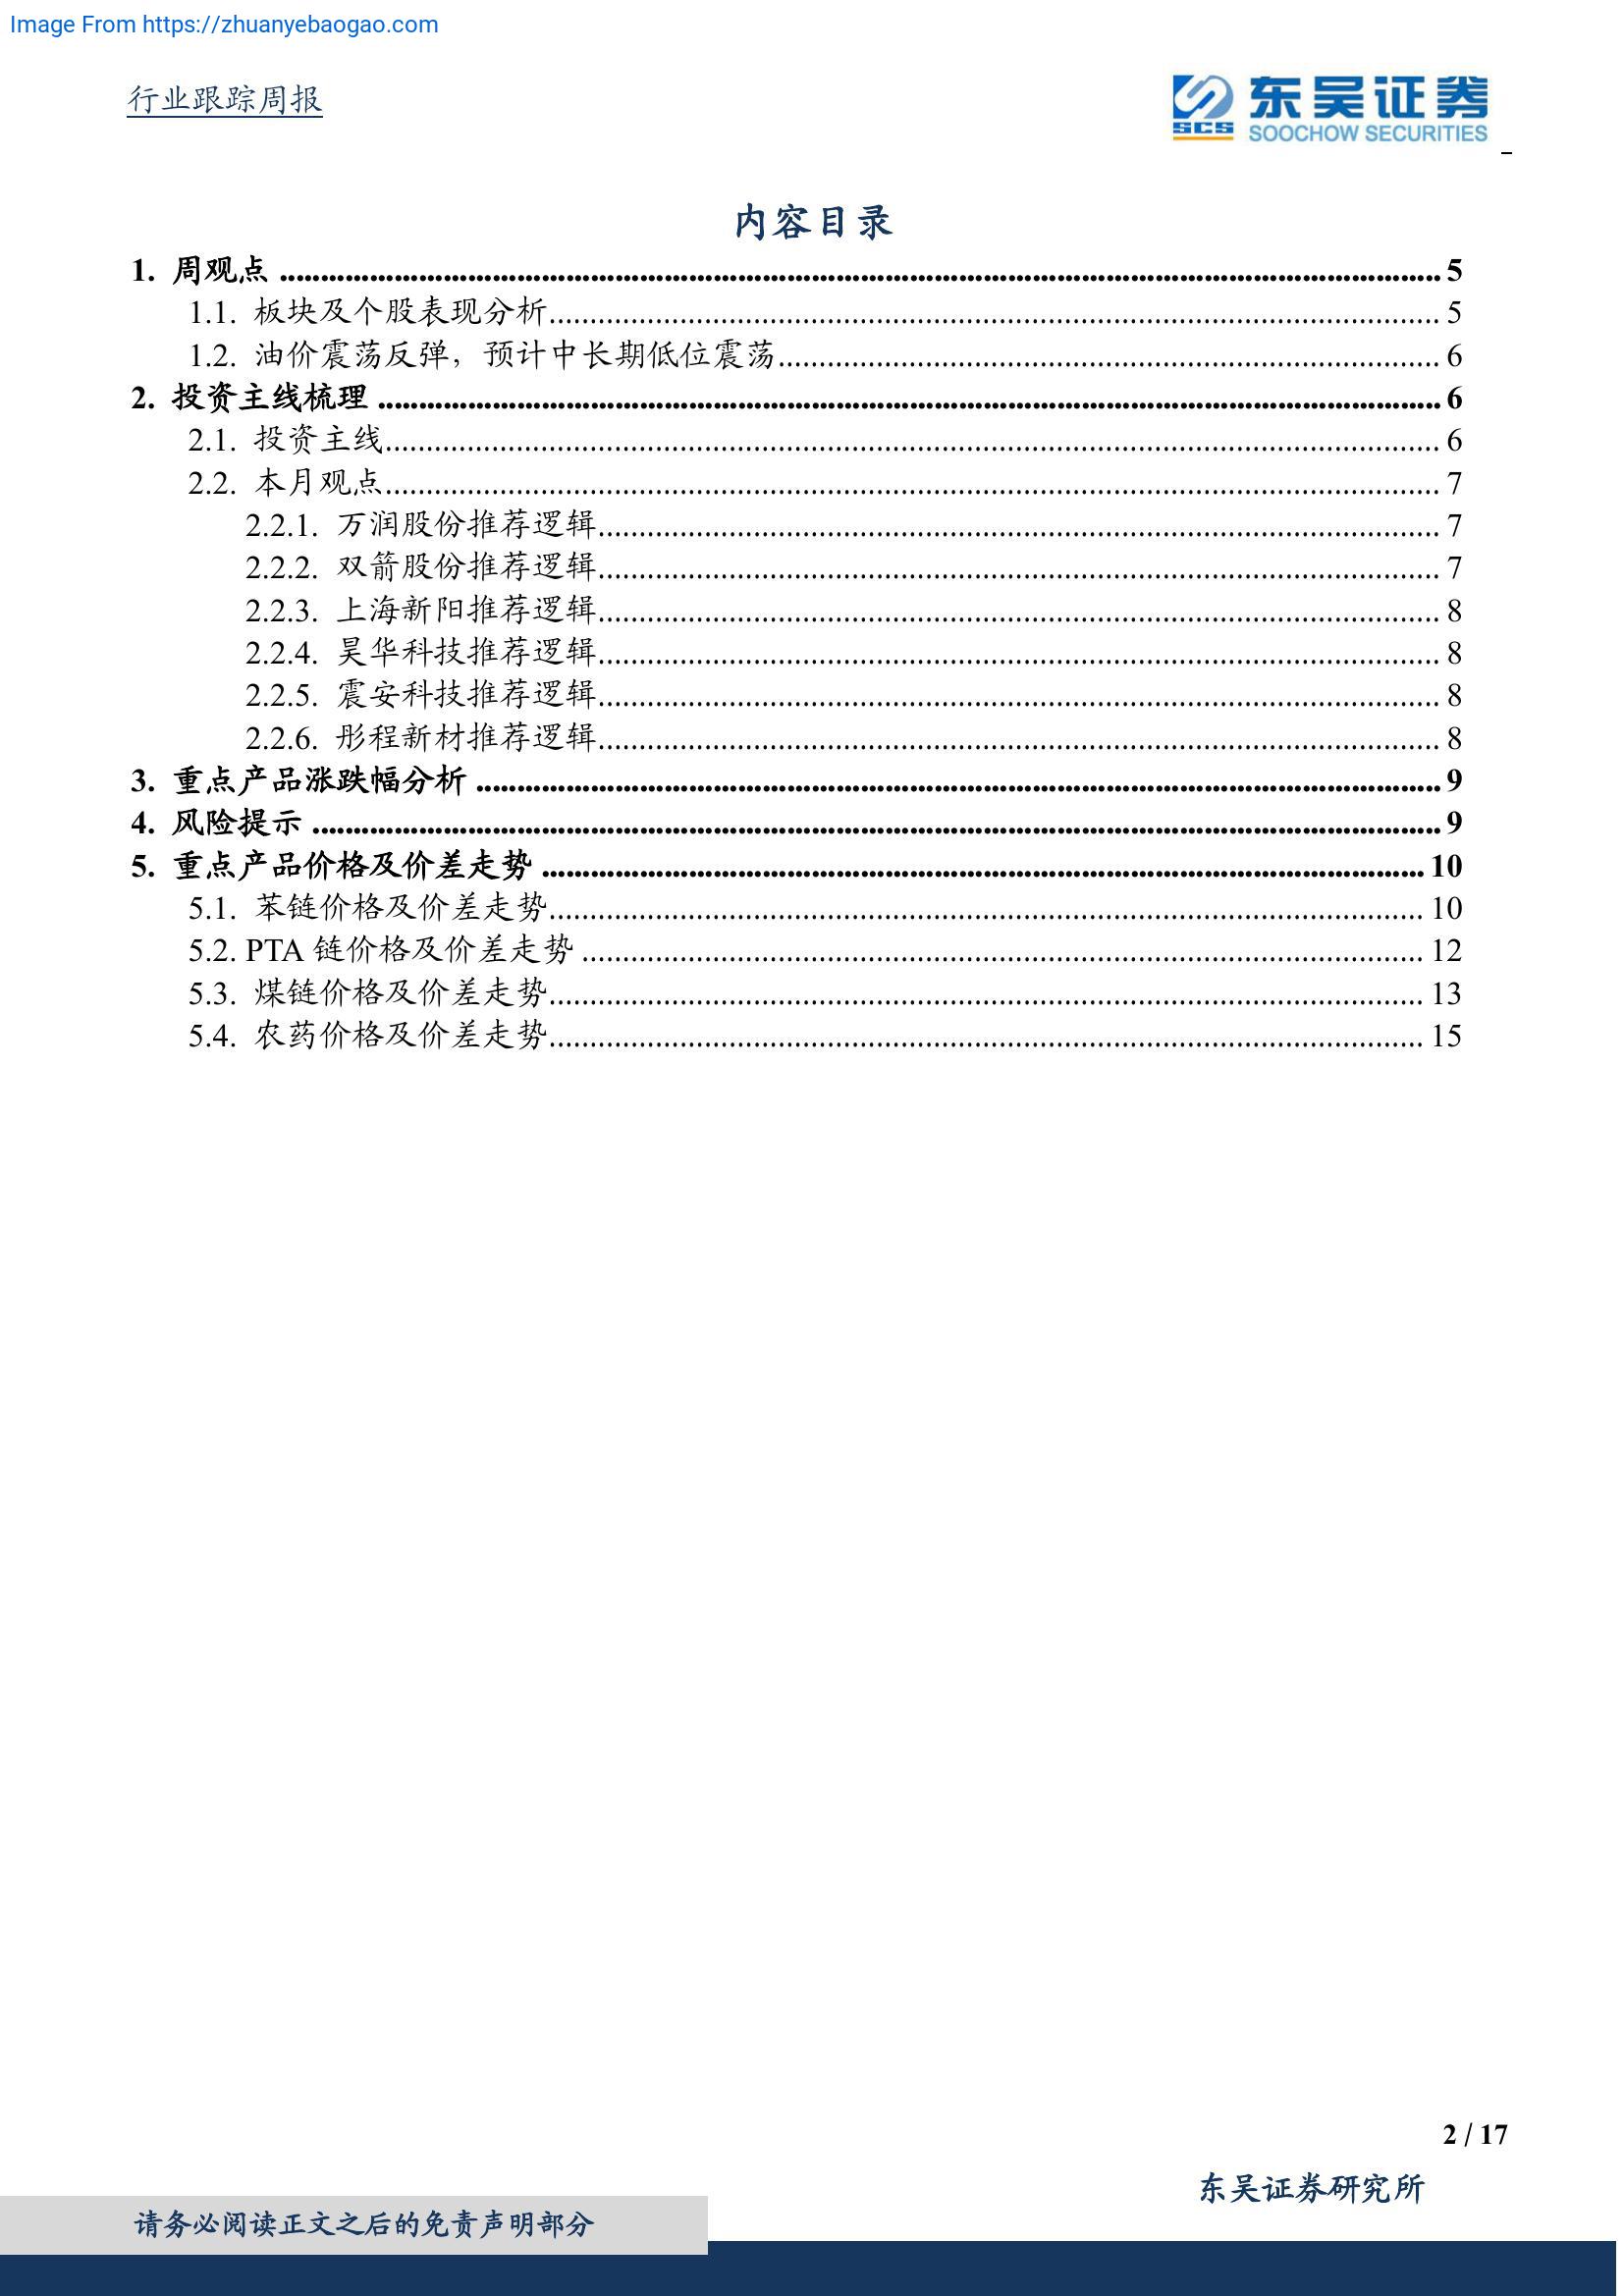 Image From https://zhuanyebaogao.com
行业跟踪周报
SCS
东吴证券
SOOCHOW SECURITIES
内容目录
1. 周观点 ........ 5
1.1. 板块及个股表现分析 ........ 5
1.2. 油价震荡反弹，预计中长期低位震荡 ........ 6
2. 投资主线梳理 ........ 6
2.1. 投资主线 ........ 6
2.2. 本月观点 ........ 7
2.2.1. 万润股份推荐逻辑 ........ 7
2.2.2. 双箭股份推荐逻辑 ........ 7
2.2.3. 上海新阳推荐逻辑 ........ 8
2.2.4. 昊华科技推荐逻辑 ........ 8
2.2.5. 震安科技推荐逻辑 ........ 8
2.2.6. 彤程新材推荐逻辑 ........ 8
3. 重点产品涨跌幅分析 ........ 9
4. 风险提示 ........ 9
5. 重点产品价格及价差走势 ........ 10
5.1. 苯链价格及价差走势 ........ 10
5.2. PTA 链价格及价差走势 ........ 12
5.3. 煤链价格及价差走势 ........ 13
5.4. 农药价格及价差走势 ........ 15
2 / 17
东吴证券研究所
请务必阅读正文之后的免责声明部分